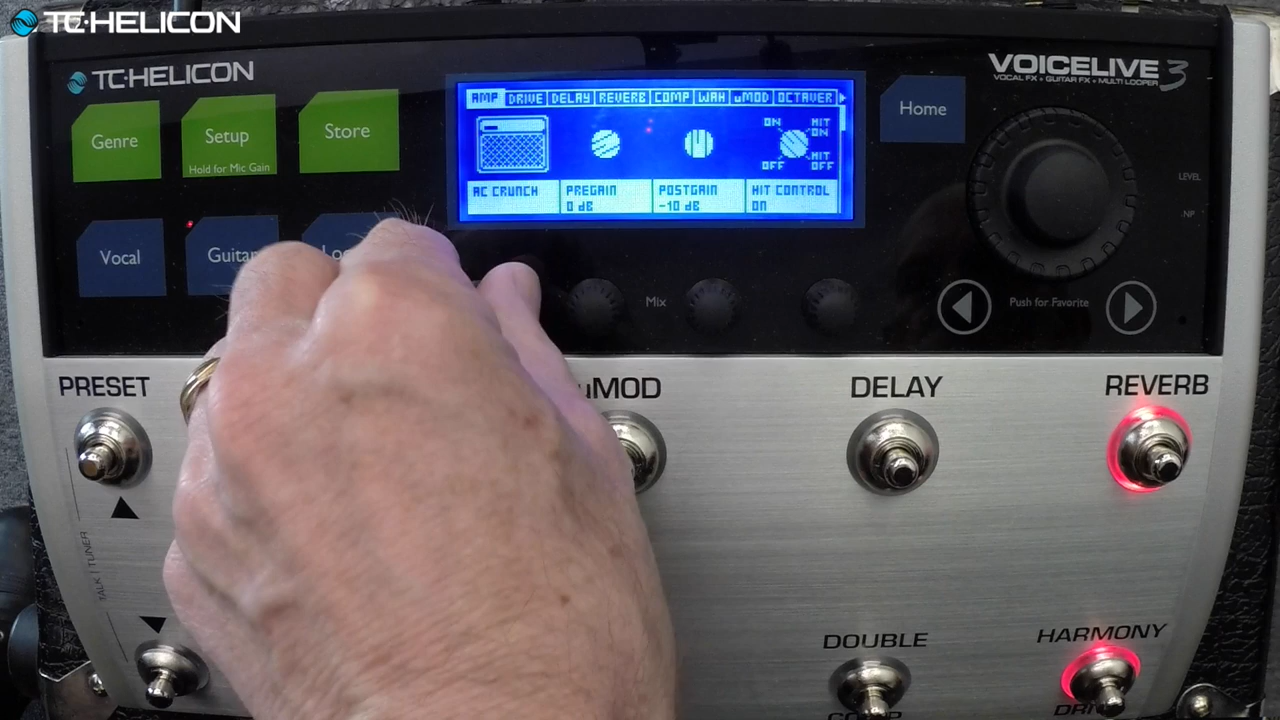 TC·HELICON
TC·HELICON
VOICELIVE 3
VOCAL FX • GUITAR FX • MULTI LOOPER
Genre
Setup
Hold for Mic Gain
Store
Home
AMP DRIVE DELAY REVERB COMP WAH uMOD OCTAVER
ON HIT ON
OFF HIT OFF
AC CRUNCH PREGAIN POSTGAIN HIT CONTROL
0 dB -10 dB ON
LEVEL
Vocal
Guitar
Mix
Push for Favorite
PRESET
uMOD
DELAY
REVERB
TALK | TUNER
DOUBLE
HARMONY